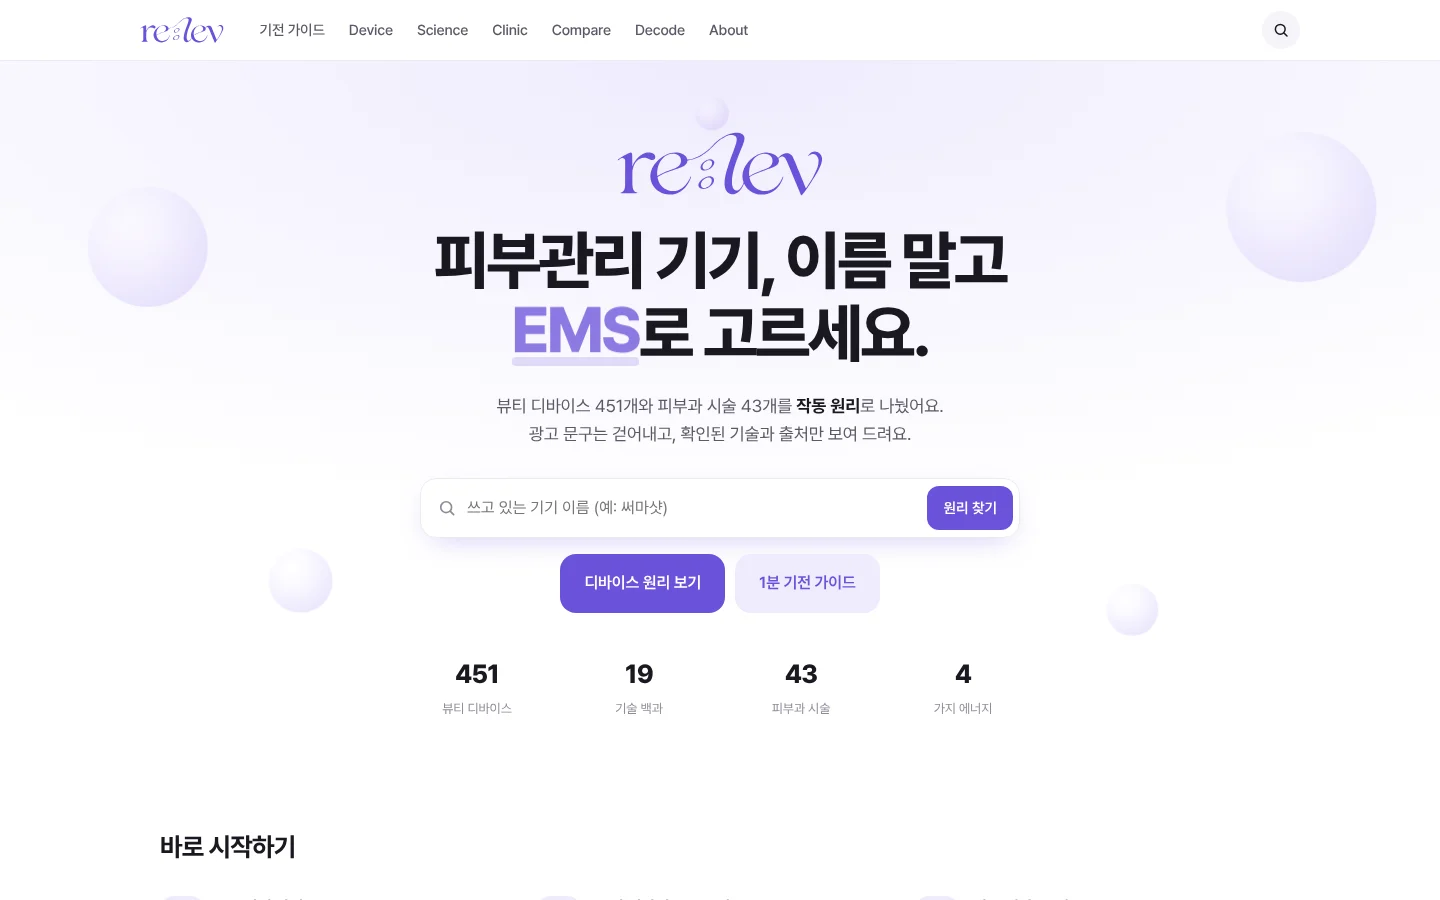 re:lev
기전 가이드
Device
Science
Clinic
Compare
Decode
About
re:lev
피부관리 기기, 이름 말고
EMS로 고르세요.
뷰티 디바이스 451개와 피부과 시술 43개를 작동 원리로 나눴어요.
광고 문구는 걷어내고, 확인된 기술과 출처만 보여 드려요.
쓰고 있는 기기 이름 (예: 써마샷)
원리 찾기
디바이스 원리 보기
1분 기전 가이드
451
뷰티 디바이스
19
기술 백과
43
피부과 시술
4
가지 에너지
바로 시작하기